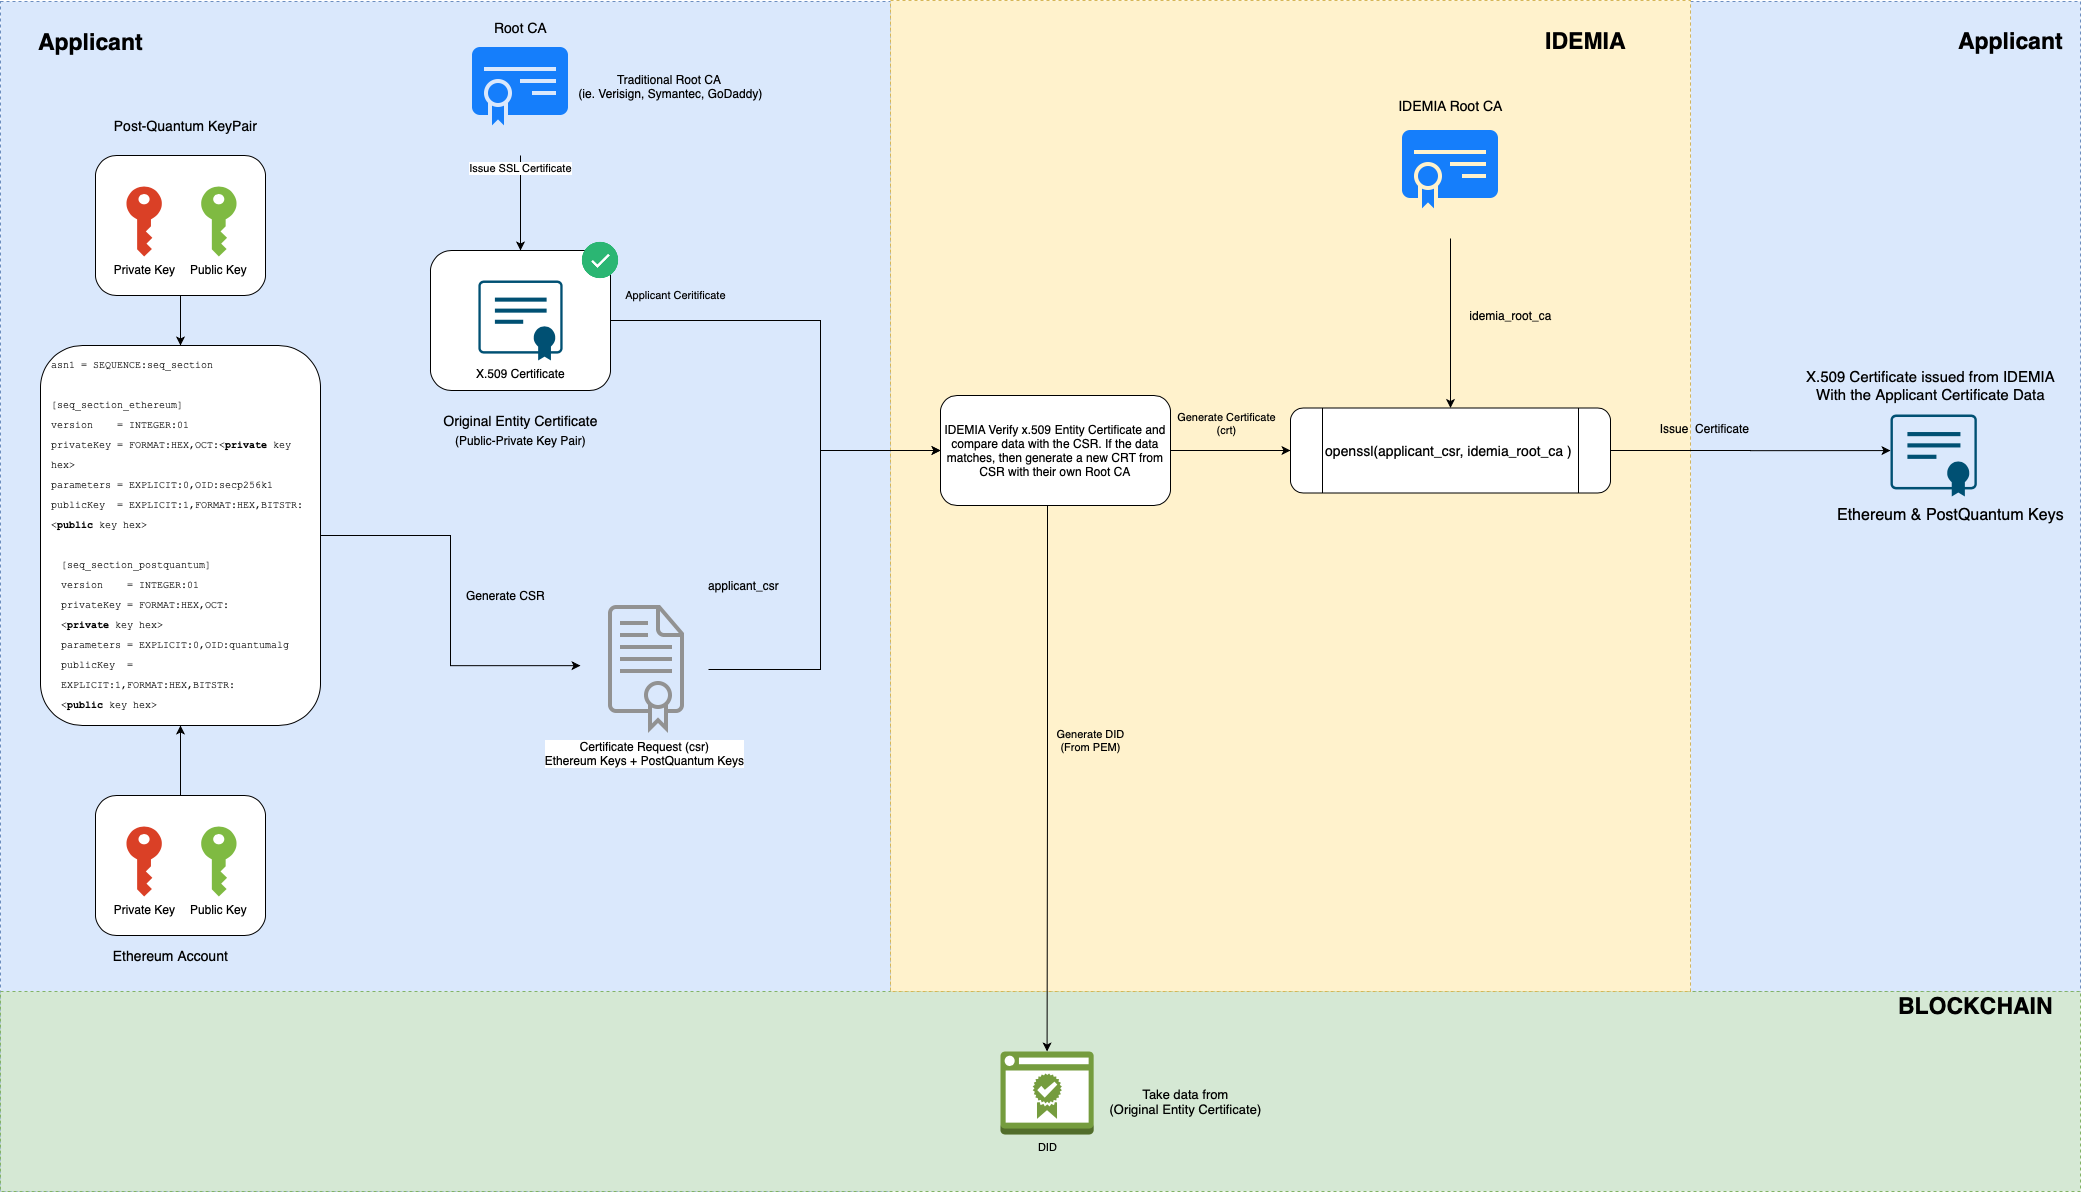 Applicant
Root CA
Traditional Root CA
(ie. Verisign, Symantec, GoDaddy)
IDEMIA
Applicant
IDEMIA Root CA
Post-Quantum KeyPair
Private Key
Public Key
Issue SSL Certificate
X.509 Certificate
Applicant Ceritificate
Original Entity Certificate
(Public-Private Key Pair)
asn1 = SEQUENCE:seq_section
[seq_section_ethereum]
version    = INTEGER:01
privateKey = FORMAT:HEX,OCT:<private key
hex>
parameters = EXPLICIT:0,OID:secp256k1
publicKey  = EXPLICIT:1,FORMAT:HEX,BITSTR:
<public key hex>
[seq_section_postquantum]
version    = INTEGER:01
privateKey = FORMAT:HEX,OCT:
<private key hex>
parameters = EXPLICIT:0,OID:quantumalg
publicKey  =
EXPLICIT:1,FORMAT:HEX,BITSTR:
<public key hex>
Generate CSR
applicant_csr
Certificate Request (csr)
Ethereum Keys + PostQuantum Keys
Private Key
Public Key
Ethereum Account
IDEMIA Verify x.509 Entity Certificate and
compare data with the CSR. If the data
matches, then generate a new CRT from
CSR with their own Root CA
Generate Certificate
(crt)
idemia_root_ca
openssl(applicant_csr, idemia_root_ca )
Issue Certificate
X.509 Certificate issued from IDEMIA
With the Applicant Certificate Data
Ethereum & PostQuantum Keys
Generate DID
(From PEM)
BLOCKCHAIN
Take data from
(Original Entity Certificate)
DID